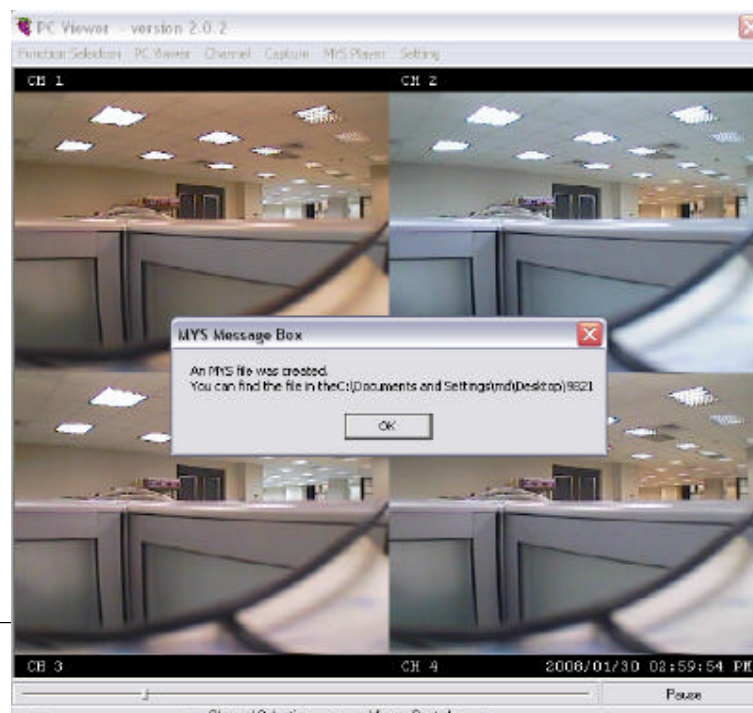 PC Viewer - version 2.0.2
Function Selection PC Viewer Channel Capture MYS Player Setting
CH 1
CH 2
MYS Message Box
An MYS file was created.
You can find the file in theC:\Documents and Settings\md\Desktop\9821
OK
CH 3
CH 4
2008/01/30 02:59:54 PM
Pause